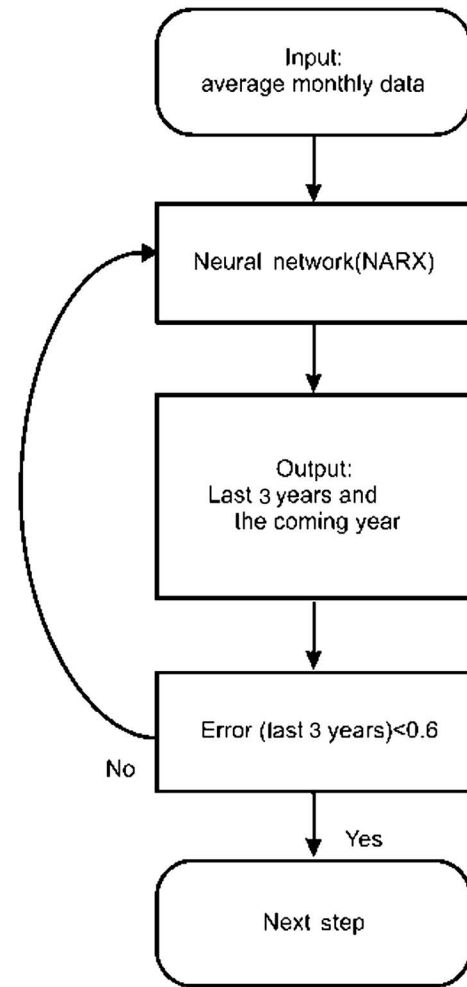 Input:
average monthly data
Neural network(NARX)
Output:
Last 3 years and
the coming year
Error (last 3 years)<0.6
No
Yes
Next step